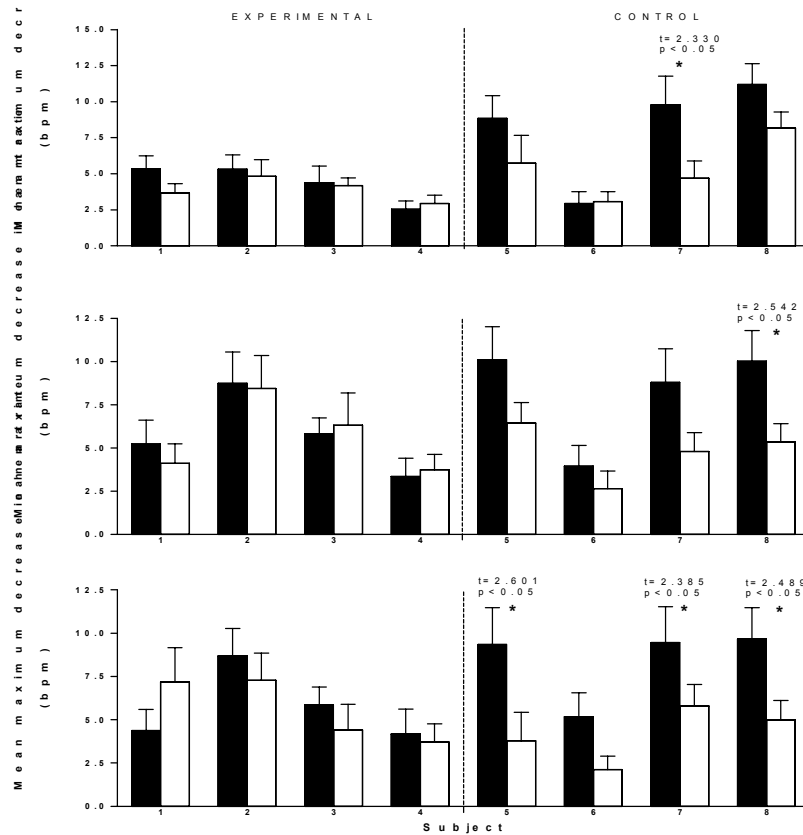 EXPERIMENTAL CONTROL
15.0
12.5
10.0
7.5
5.0
2.5
0.0
t= 2.330
p < 0.05
*
1 2 3 4 5 6 7 8
(bpm)
12.5
10.0
7.5
5.0
2.5
0.0
t= 2.542
p < 0.05
*
1 2 3 4 5 6 7 8
(bpm)
12.5
10.0
7.5
5.0
2.5
0.0
t= 2.601
p < 0.05
*
t= 2.385
p < 0.05
*
t= 2.489
p < 0.05
*
1 2 3 4 5 6 7 8
Mean maximum decrease
(bpm)
Subject